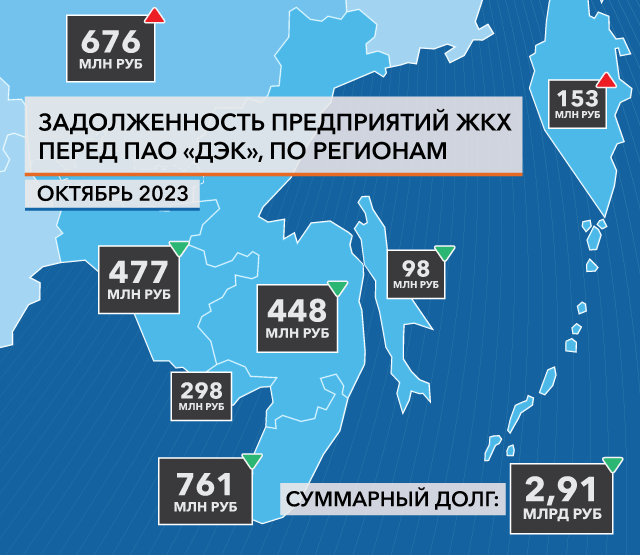 676
МЛН РУБ
153
МЛН РУБ
ЗАДОЛЖЕННОСТЬ ПРЕДПРИЯТИЙ ЖКХ
ПЕРЕД ПАО «ДЭК», ПО РЕГИОНАМ
ОКТЯБРЬ 2023
477
МЛН РУБ
98
МЛН РУБ
448
МЛН РУБ
298
МЛН РУБ
761
МЛН РУБ
СУММАРНЫЙ ДОЛГ:
2,91
МЛРД РУБ